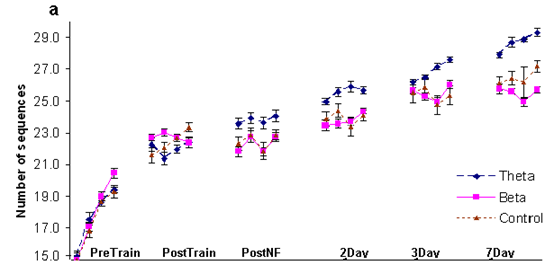 a
29.0
27.0
25.0
23.0
21.0
19.0
17.0
15.0
Number of sequences
PreTrain PostTrain PostNF 2Day 3Day 7Day
Theta
Beta
Control